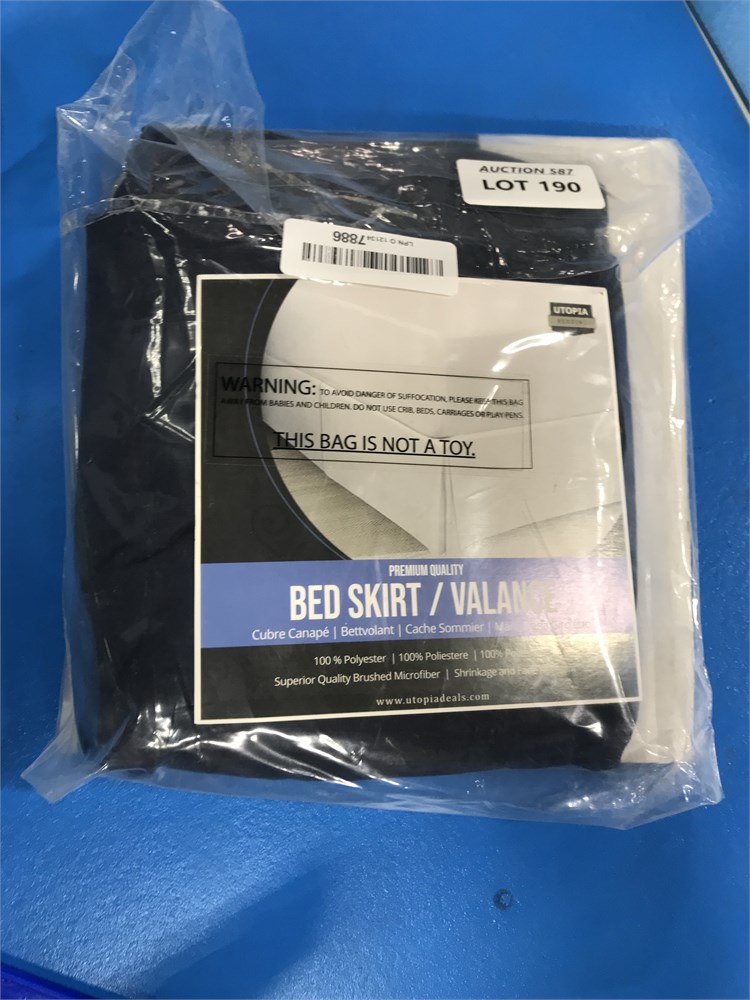 AUCTION 587
LOT 190
LPN O 12134
7886
UTOPIA
WARNING: TO AVOID DANGER OF SUFFOCATION, PLEASE KEEP THIS BAG
AWAY FROM BABIES AND CHILDREN. DO NOT USE CRIB, BEDS, CARRIAGES OR PLAY PENS.
THIS BAG IS NOT A TOY.
PREMIUM QUALITY
BED SKIRT / VALANCE
Cubre Canapé | Bettvolant | Cache Sommier |
100 % Polyester | 100% Poliestere | 100%
Superior Quality Brushed Microfiber | Shrinkage and
www.utopiadeals.com